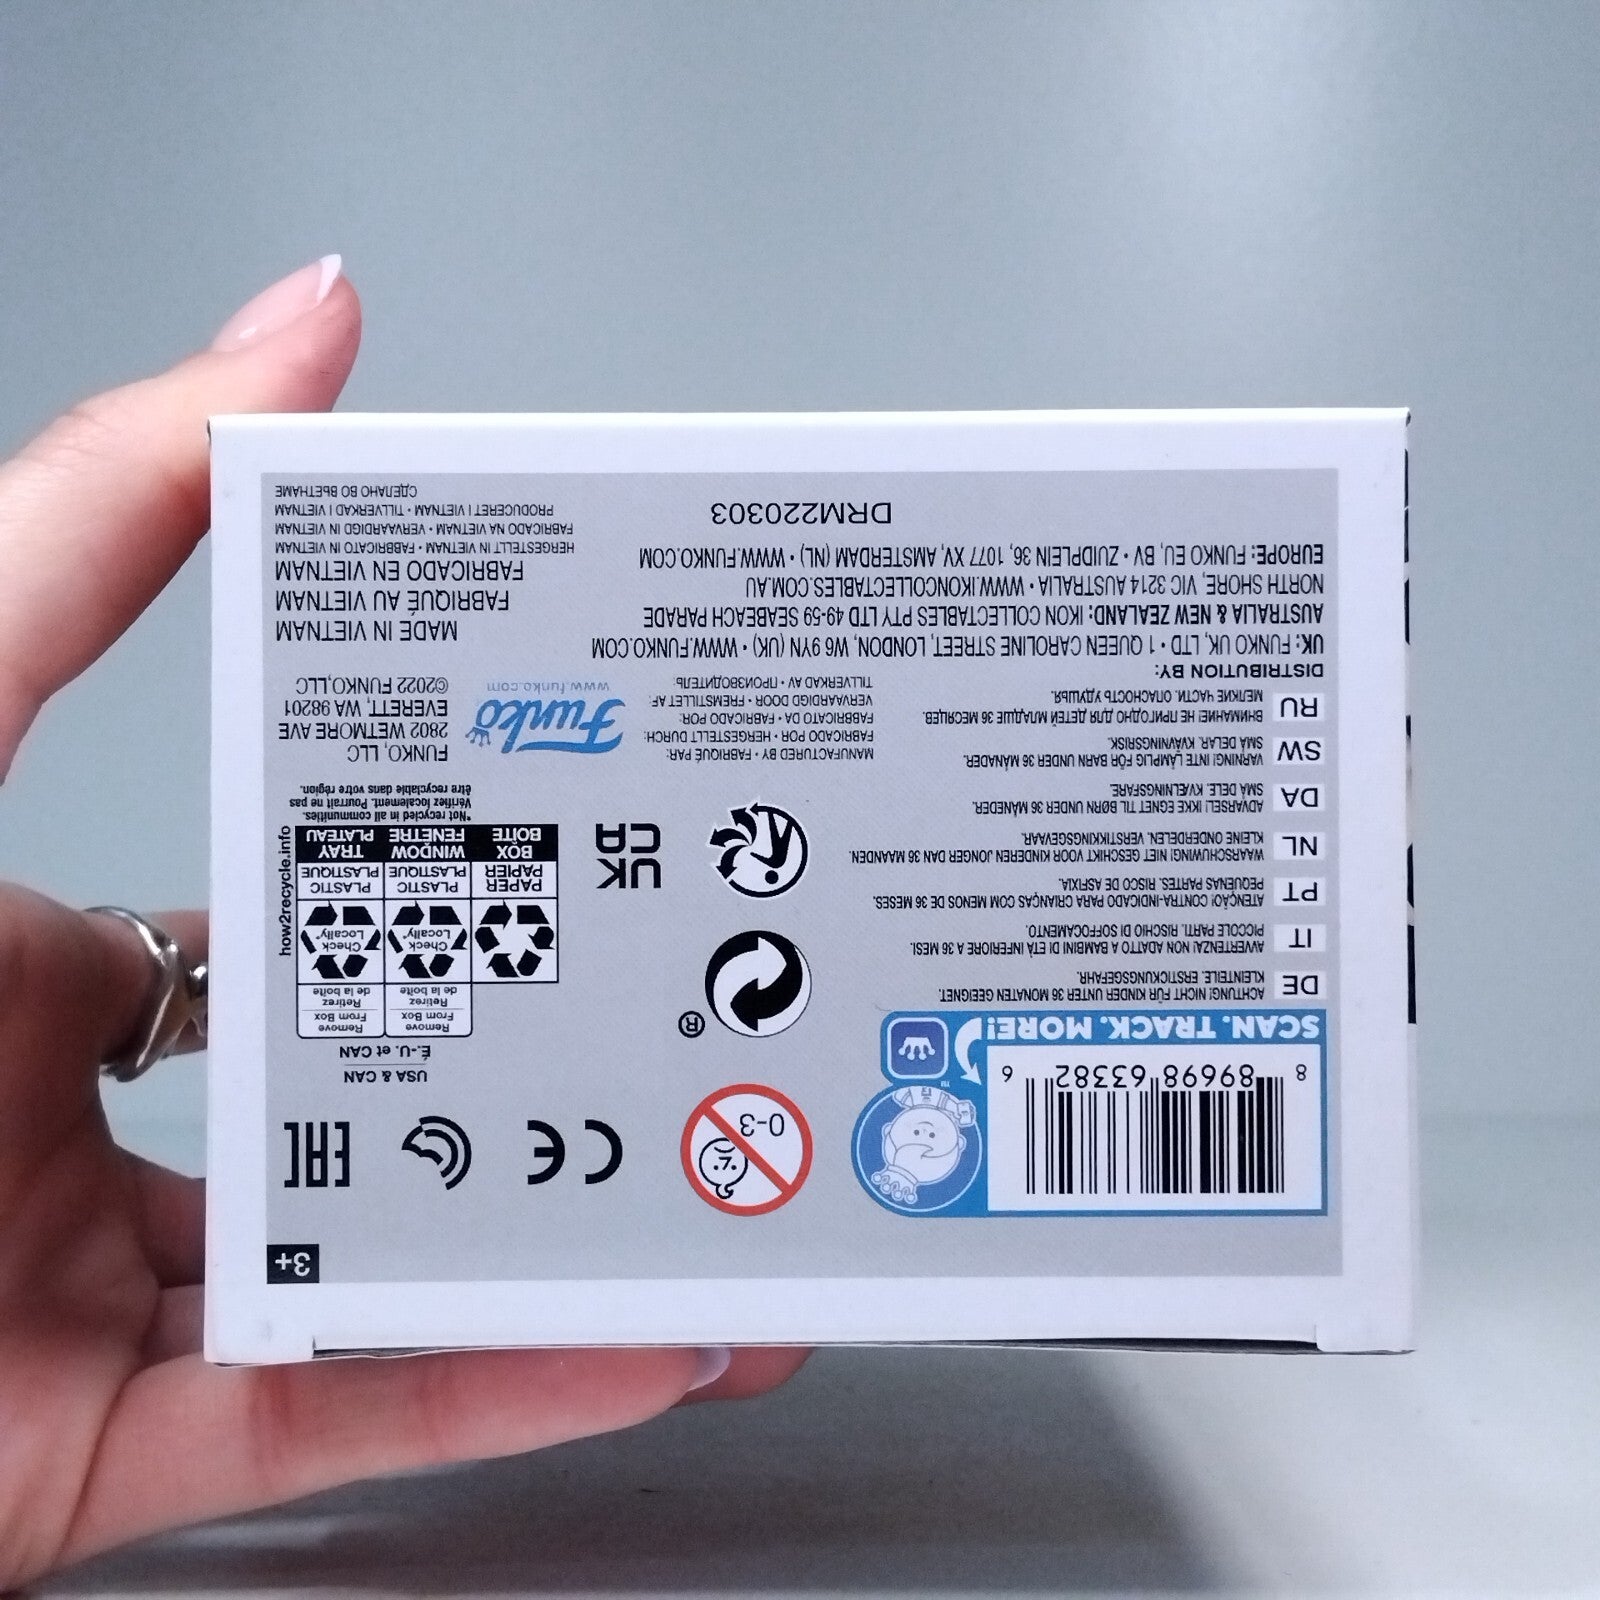 3+
8 89698 63382 6
SCAN. TRACK. MORE!
™
0-3
CE
EAC
DE
ACHTUNG! NICHT FÜR KINDER UNTER 36 MONATEN GEEIGNET.
KLEINTEILE. ERSTICKUNGSGEFAHR.
IT
AVVERTENZA! NON ADATTO A BAMBINI DI ETÀ INFERIORE A 36 MESI.
PICCOLE PARTI. RISCHIO DI SOFFOCAMENTO.
PT
ATENÇÃO! CONTRA-INDICADO PARA CRIANÇAS COM MENOS DE 36 MESES.
PEQUENAS PARTES. RISCO DE ASFIXIA.
NL
WAARSCHUWING! NIET GESCHIKT VOOR KINDEREN JONGER DAN 36 MAANDEN.
KLEINE ONDERDELEN. VERSTIKKINGSGEVAAR.
DA
ADVARSEL! IKKE EGNET TIL BØRN UNDER 36 MÅNEDER.
SMÅ DELE. KVÆLNINGSFARE.
SW
VARNING! INTE LÄMPLIG FÖR BARN UNDER 36 MÅNADER.
SMÅ DELAR. KVÄVNINGSRISK.
RU
ВНИМАНИЕ! НЕ ПРИГОДНО ДЛЯ ДЕТЕЙ МЛАДШЕ 36 МЕСЯЦЕВ.
МЕЛКИЕ ЧАСТИ. ОПАСНОСТЬ УДУШЬЯ.
®
UK
CA
USA & CAN
É.-U. et CAN
Remove From Box
Retirez de la boîte
Remove From Box
Retirez de la boîte
Check Locally*
Check Locally*
PAPER
PAPIER
BOX
BOÎTE
PLASTIC
PLASTIQUE
WINDOW
FENÊTRE
PLASTIC
PLASTIQUE
TRAY
PLATEAU
how2recycle.info
*Not recycled in all communities.
Vérifiez localement. Pourrait ne pas
être recyclable dans votre région.
MANUFACTURED BY • FABRIQUÉ PAR:
FABRICADO POR • HERGESTELLT DURCH:
FABRICATO DA • FABRICADO POR:
VERVAARDIGD DOOR • FREMSTILLET AF:
TILLVERKAD AV • ПРОИЗВОДИТЕЛЬ:
Funko
www.funko.com
FUNKO, LLC
2802 WETMORE AVE
EVERETT, WA 98201
©2022 FUNKO,LLC
DISTRIBUTION BY:
UK: FUNKO UK, LTD • 1 QUEEN CAROLINE STREET, LONDON, W6 9YN (UK) • WWW.FUNKO.COM
AUSTRALIA & NEW ZEALAND: IKON COLLECTABLES PTY LTD 49-59 SEABEACH PARADE
NORTH SHORE, VIC 3214 AUSTRALIA • WWW.IKONCOLLECTABLES.COM.AU
EUROPE: FUNKO EU, BV • ZUIDPLEIN 36, 1077 XV, AMSTERDAM (NL) • WWW.FUNKO.COM
DRM220303
MADE IN VIETNAM
FABRIQUÉ AU VIETNAM
FABRICADO EN VIETNAM
HERGESTELLT IN VIETNAM • FABBRICATO IN VIETNAM
FABRICADO NA VIETNAM • VERVAARDIGD IN VIETNAM
PRODUCERET I VIETNAM • TILLVERKAD I VIETNAM
СДЕЛАНО ВО ВЬЕТНАМЕ